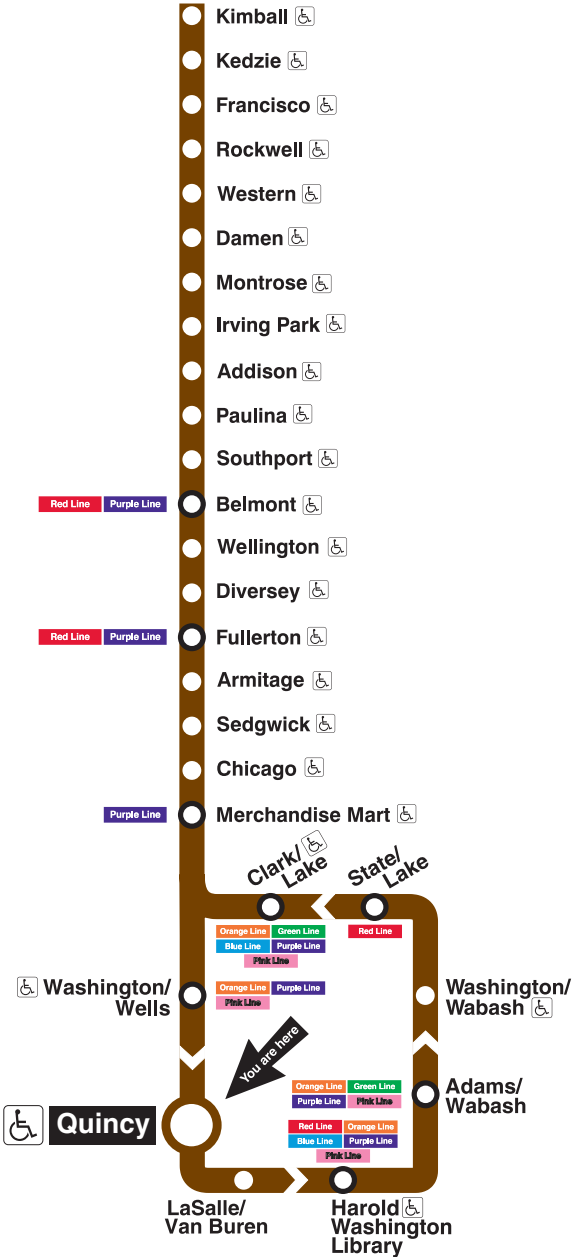 Kimball
Kedzie
Francisco
Rockwell
Western
Damen
Montrose
Irving Park
Addison
Paulina
Southport
Red Line Purple Line Belmont
Wellington
Diversey
Red Line Purple Line Fullerton
Armitage
Sedgwick
Chicago
Purple Line Merchandise Mart
Clark/
Lake
State/
Lake
Orange Line Green Line
Blue Line Purple Line
Pink Line
Red Line
Washington/
Wells
Orange Line Purple Line
Pink Line
Washington/
Wabash
You are here
Orange Line Green Line
Purple Line Pink Line
Adams/
Wabash
Quincy
Red Line Orange Line
Blue Line Purple Line
Pink Line
LaSalle/
Van Buren
Harold
Washington
Library